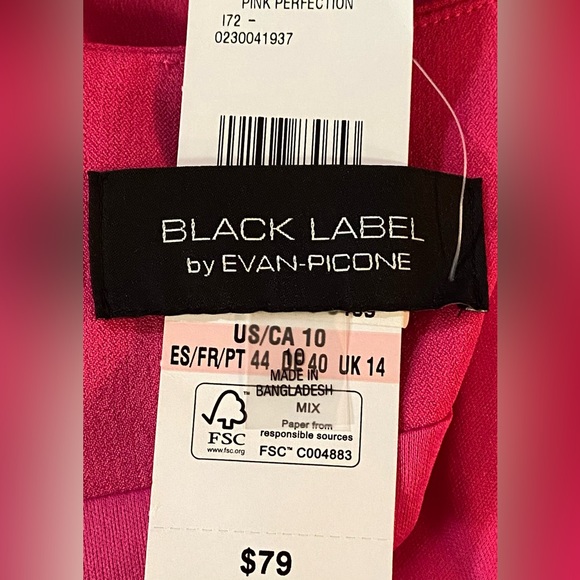 PINK PERFECTION
I72 -
0230041937
BLACK LABEL
by EVAN-PICONE
US/CA 10
ES/FR/PT 44 DE 40 UK 14
10
MADE IN
BANGLADESH
FSC
www.fsc.org
MIX
Paper from
responsible sources
FSC™ C004883
$79